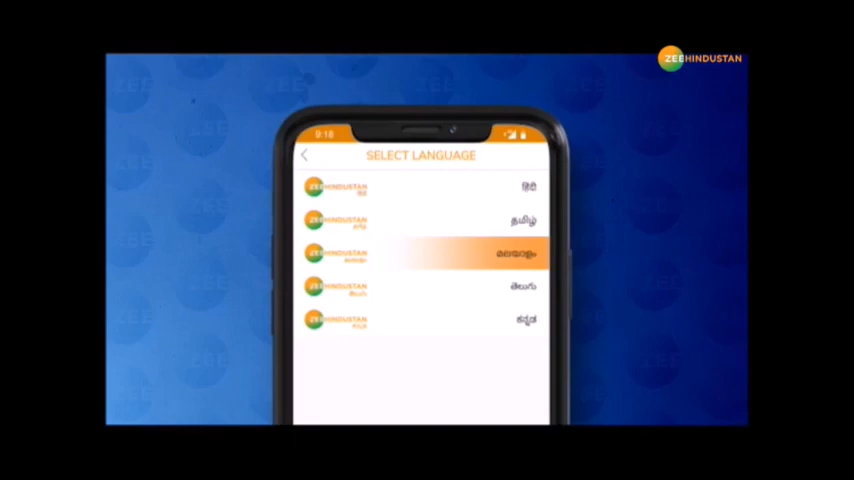 ZEEHINDUSTAN
9:18
SELECT LANGUAGE
ZEEHINDUSTAN हिंदी
हिंदी
ZEEHINDUSTAN
தமிழ்
ZEEHINDUSTAN
മലയാളം
ZEEHINDUSTAN
తెలుగు
ZEEHINDUSTAN
ಕನ್ನಡ